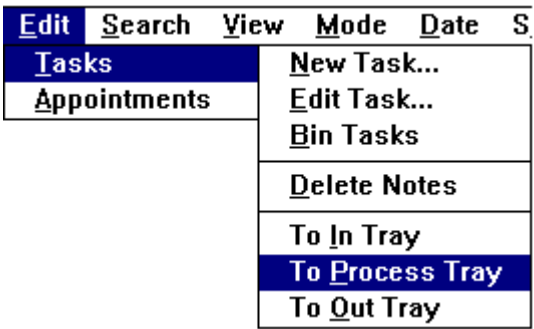 Edit Search View Mode Date S
Tasks
Appointments
New Task...
Edit Task...
Bin Tasks
Delete Notes
To In Tray
To Process Tray
To Out Tray